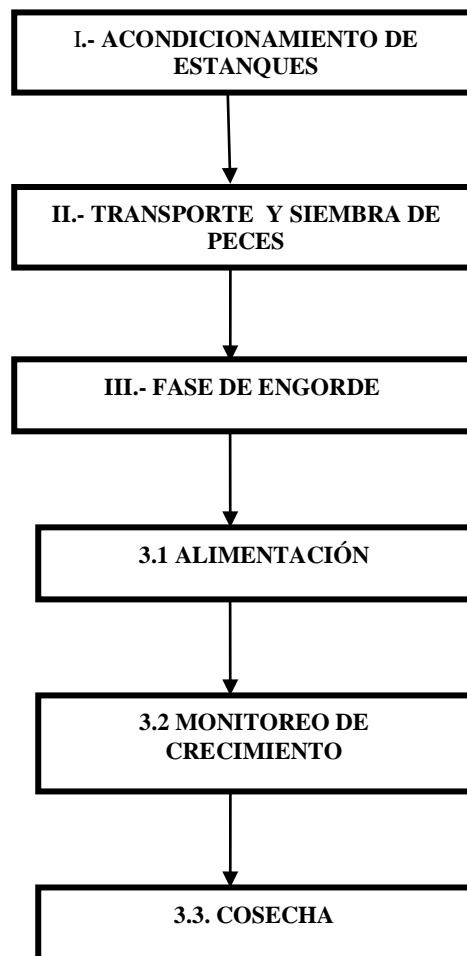 I.- ACONDICIONAMIENTO DE
ESTANQUES
II.- TRANSPORTE Y SIEMBRA DE
PECES
III.- FASE DE ENGORDE
3.1 ALIMENTACIÓN
3.2 MONITOREO DE
CRECIMIENTO
3.3. COSECHA